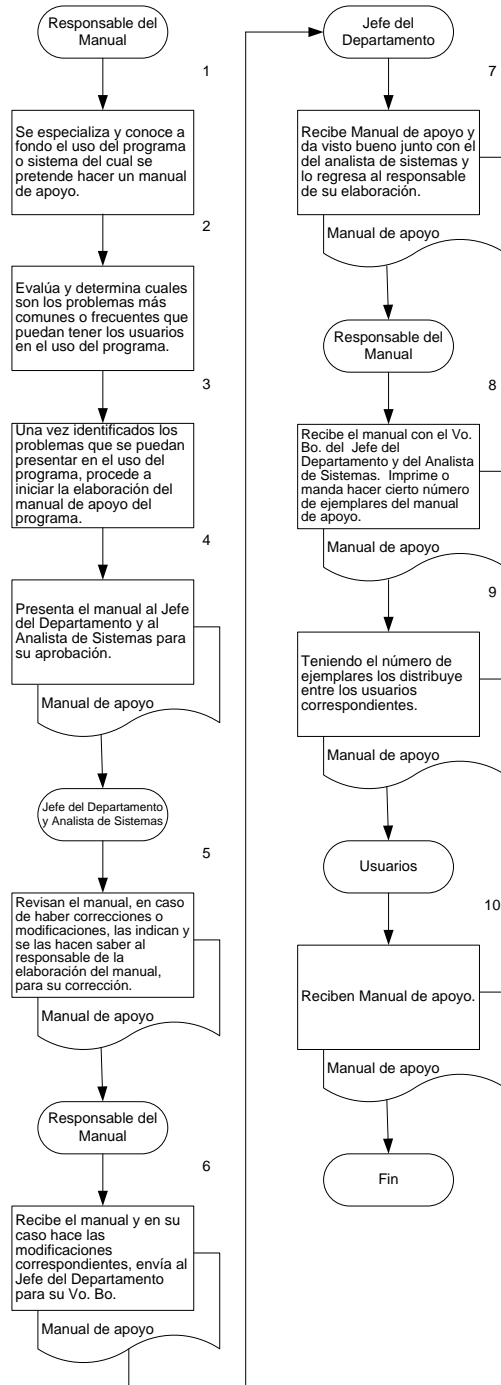 Responsable del
Manual
1
Se especializa y conoce a
fondo el uso del programa
o sistema del cual se
pretende hacer un manual
de apoyo.
2
Evalúa y determina cuales
son los problemas más
comunes o frecuentes que
puedan tener los usuarios
en el uso del programa.
3
Una vez identificados los
problemas que se puedan
presentar en el uso del
programa, procede a
iniciar la elaboración del
manual de apoyo del
programa.
4
Presenta el manual al Jefe
del Departamento y al
Analista de Sistemas para
su aprobación.
Manual de apoyo
Jefe del Departamento
y Analista de Sistemas
5
Revisan el manual, en caso
de haber correcciones o
modificaciones, las indican y
se las hacen saber al
responsable de la
elaboración del manual,
para su corrección.
Manual de apoyo
Responsable del
Manual
6
Recibe el manual y en su
caso hace las
modificaciones
correspondientes, envía al
Jefe del Departamento
para su Vo. Bo.
Manual de apoyo
Jefe del
Departamento
7
Recibe Manual de apoyo y
da visto bueno junto con el
del analista de sistemas y
lo regresa al responsable
de su elaboración.
Manual de apoyo
Responsable del
Manual
8
Recibe el manual con el Vo.
Bo. del Jefe del
Departamento y del Analista
de Sistemas. Imprime o
manda hacer cierto número
de ejemplares del manual
de apoyo.
Manual de apoyo
9
Teniendo el número de
ejemplares los distribuye
entre los usuarios
correspondientes.
Manual de apoyo
Usuarios
10
Reciben Manual de apoyo.
Manual de apoyo
Fin